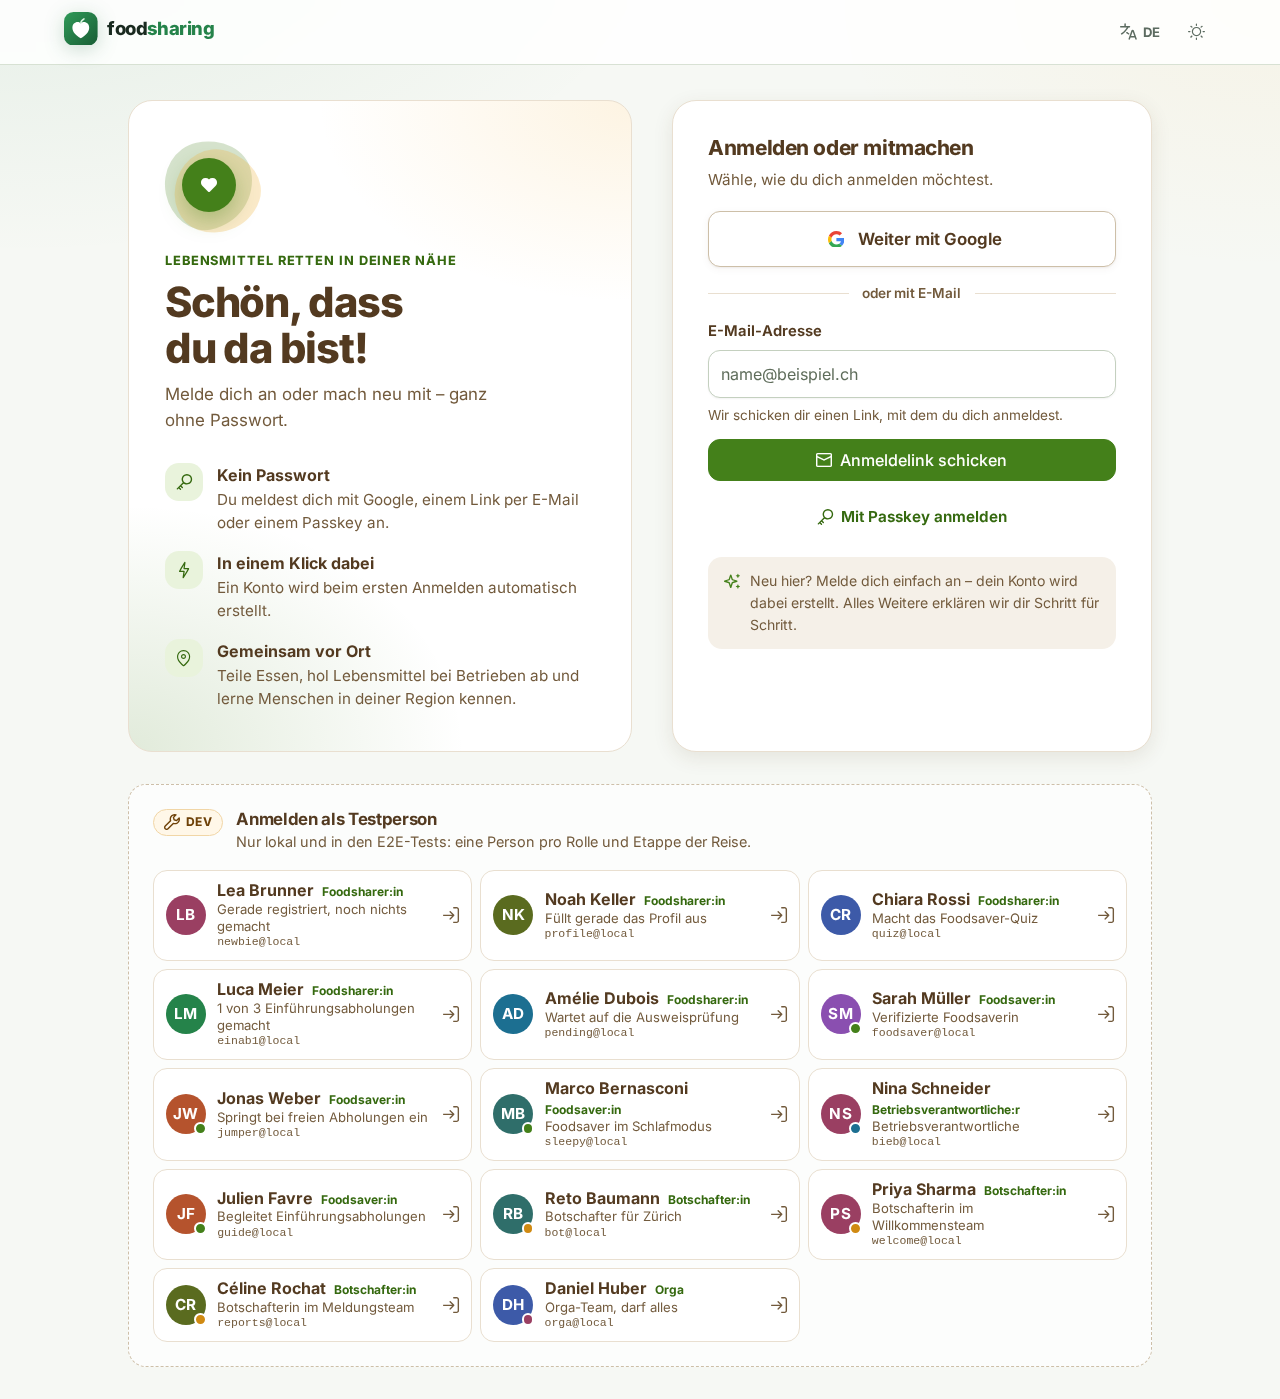 foodsharing
DE
LEBENSMITTEL RETTEN IN DEINER NÄHE
Schön, dass
du da bist!
Melde dich an oder mach neu mit – ganz
ohne Passwort.
Kein Passwort
Du meldest dich mit Google, einem Link per E-Mail
oder einem Passkey an.
In einem Klick dabei
Ein Konto wird beim ersten Anmelden automatisch
erstellt.
Gemeinsam vor Ort
Teile Essen, hol Lebensmittel bei Betrieben ab und
lerne Menschen in deiner Region kennen.
Anmelden oder mitmachen
Wähle, wie du dich anmelden möchtest.
Weiter mit Google
oder mit E-Mail
E-Mail-Adresse
name@beispiel.ch
Wir schicken dir einen Link, mit dem du dich anmeldest.
Anmeldelink schicken
Mit Passkey anmelden
Neu hier? Melde dich einfach an – dein Konto wird
dabei erstellt. Alles Weitere erklären wir dir Schritt für
Schritt.
DEV
Anmelden als Testperson
Nur lokal und in den E2E-Tests: eine Person pro Rolle und Etappe der Reise.
LB
Lea Brunner Foodsharer:in
Gerade registriert, noch nichts
gemacht
newbie@local
NK
Noah Keller Foodsharer:in
Füllt gerade das Profil aus
profile@local
CR
Chiara Rossi Foodsharer:in
Macht das Foodsaver-Quiz
quiz@local
LM
Luca Meier Foodsharer:in
1 von 3 Einführungsabholungen
gemacht
einab1@local
AD
Amélie Dubois Foodsharer:in
Wartet auf die Ausweisprüfung
pending@local
SM
Sarah Müller Foodsaver:in
Verifizierte Foodsaverin
foodsaver@local
JW
Jonas Weber Foodsaver:in
Springt bei freien Abholungen ein
jumper@local
MB
Marco Bernasconi
Foodsaver:in
Foodsaver im Schlafmodus
sleepy@local
NS
Nina Schneider
Betriebsverantwortliche:r
Betriebsverantwortliche
bieb@local
JF
Julien Favre Foodsaver:in
Begleitet Einführungsabholungen
guide@local
RB
Reto Baumann Botschafter:in
Botschafter für Zürich
bot@local
PS
Priya Sharma Botschafter:in
Botschafterin im
Willkommensteam
welcome@local
CR
Céline Rochat Botschafter:in
Botschafterin im Meldungsteam
reports@local
DH
Daniel Huber Orga
Orga-Team, darf alles
orga@local